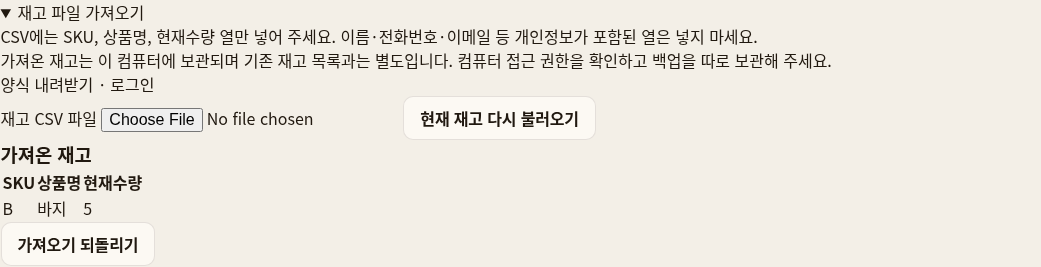 ▼ 재고 파일 가져오기
CSV에는 SKU, 상품명, 현재수량 열만 넣어 주세요. 이름·전화번호·이메일 등 개인정보가 포함된 열은 넣지 마세요.
가져온 재고는 이 컴퓨터에 보관되며 기존 재고 목록과는 별도입니다. 컴퓨터 접근 권한을 확인하고 백업을 따로 보관해 주세요.
양식 내려받기 · 로그인
재고 CSV 파일 Choose File No file chosen 현재 재고 다시 불러오기
가져온 재고
SKU 상품명 현재수량
B 바지 5
가져오기 되돌리기